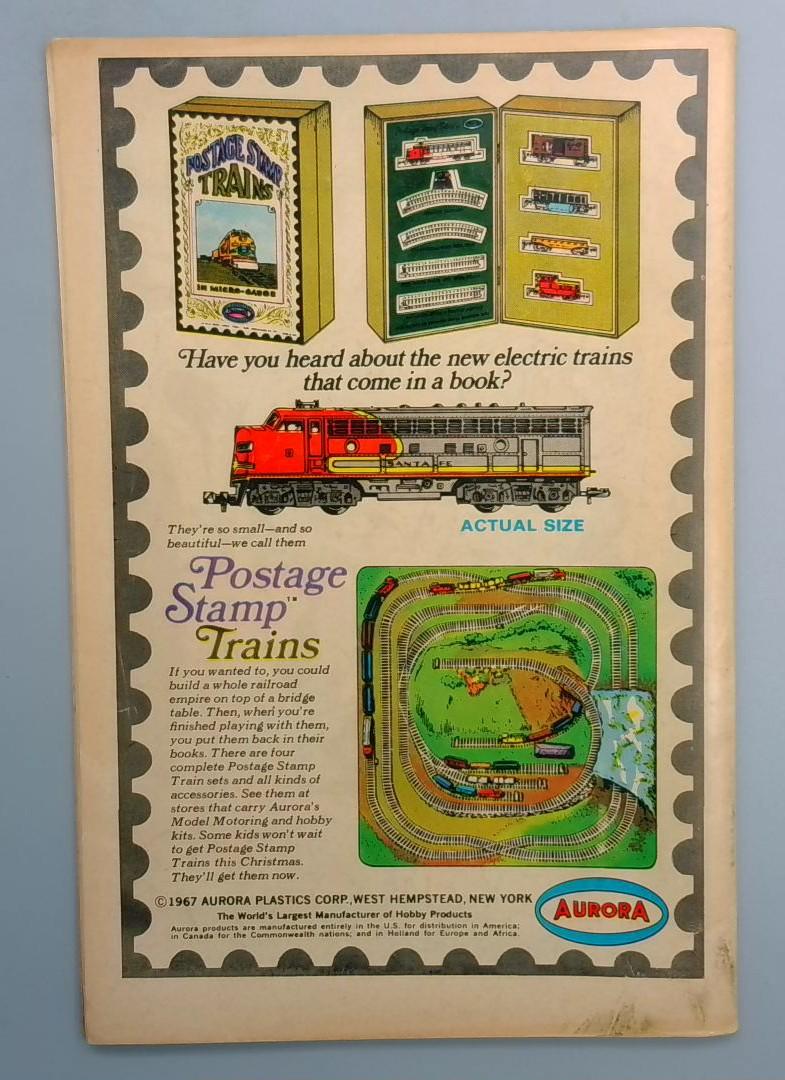 POSTAGE STAMP
TRAINS
IN MICRO-GAUGE
Have you heard about the new electric trains
that come in a book?
SANTA FE
ACTUAL SIZE
They're so small—and so
beautiful—we call them
Postage
Stamp™
Trains
If you wanted to, you could
build a whole railroad
empire on top of a bridge
table. Then, when you're
finished playing with them,
you put them back in their
books. There are four
complete Postage Stamp
Train sets and all kinds of
accessories. See them at
stores that carry Aurora's
Model Motoring and hobby
kits. Some kids won't wait
to get Postage Stamp
Trains this Christmas.
They'll get them now.
©1967 AURORA PLASTICS CORP., WEST HEMPSTEAD, NEW YORK
The World's Largest Manufacturer of Hobby Products
Aurora products are manufactured entirely in the U.S. for distribution in America;
in Canada for the Commonwealth nations; and in Holland for Europe and Africa.
AURORA